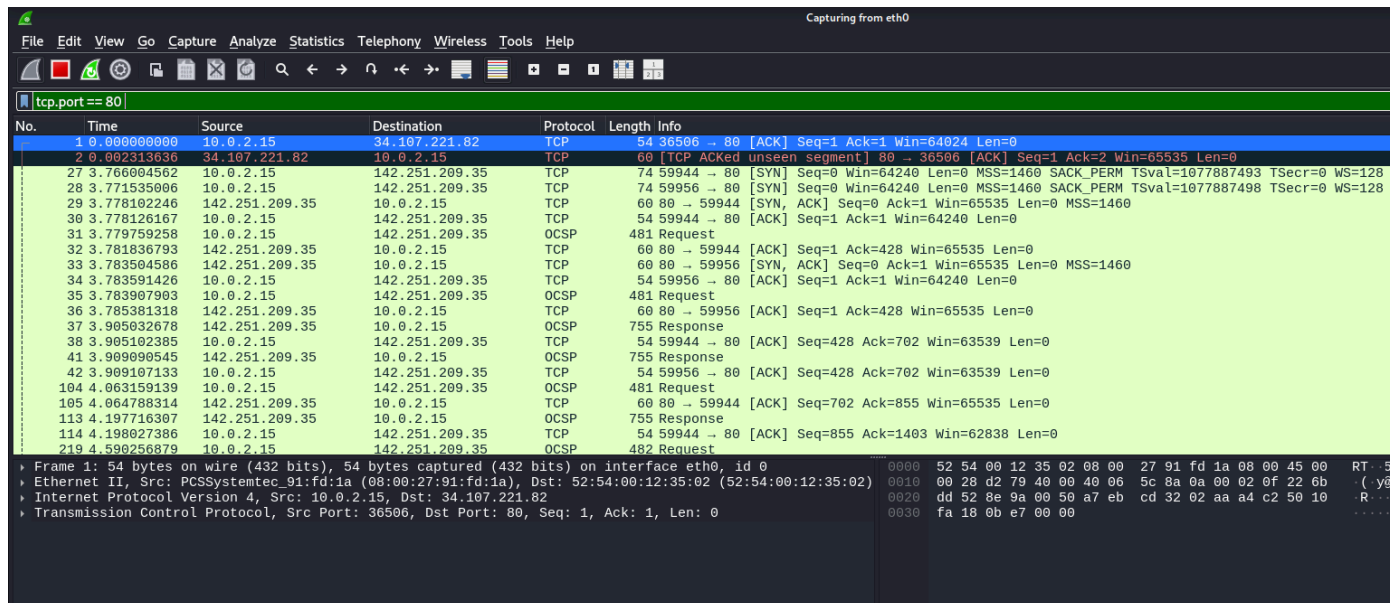 Capturing from eth0
File Edit View Go Capture Analyze Statistics Telephony Wireless Tools Help
tcp.port == 80
No. Time Source Destination Protocol Length Info
1 0.000000000 10.0.2.15 34.107.221.82 TCP 54 36506 → 80 [ACK] Seq=1 Ack=1 Win=64024 Len=0
2 0.002313636 34.107.221.82 10.0.2.15 TCP 60 [TCP ACKed unseen segment] 80 → 36506 [ACK] Seq=1 Ack=2 Win=65535 Len=0
27 3.766004562 10.0.2.15 142.251.209.35 TCP 74 59944 → 80 [SYN] Seq=0 Win=64240 Len=0 MSS=1460 SACK_PERM TSval=1077887493 TSecr=0 WS=128
28 3.771535006 10.0.2.15 142.251.209.35 TCP 74 59956 → 80 [SYN] Seq=0 Win=64240 Len=0 MSS=1460 SACK_PERM TSval=1077887498 TSecr=0 WS=128
29 3.778102246 142.251.209.35 10.0.2.15 TCP 60 80 → 59944 [SYN, ACK] Seq=0 Ack=1 Win=65535 Len=0 MSS=1460
30 3.778126167 10.0.2.15 142.251.209.35 TCP 54 59944 → 80 [ACK] Seq=1 Ack=1 Win=64240 Len=0
31 3.779759258 10.0.2.15 142.251.209.35 OCSP 481 Request
32 3.781836793 142.251.209.35 10.0.2.15 TCP 60 80 → 59944 [ACK] Seq=1 Ack=428 Win=65535 Len=0
33 3.783504586 142.251.209.35 10.0.2.15 TCP 60 80 → 59956 [SYN, ACK] Seq=0 Ack=1 Win=65535 Len=0 MSS=1460
34 3.783591426 10.0.2.15 142.251.209.35 TCP 54 59956 → 80 [ACK] Seq=1 Ack=1 Win=64240 Len=0
35 3.783907903 10.0.2.15 142.251.209.35 OCSP 481 Request
36 3.785381318 142.251.209.35 10.0.2.15 TCP 60 80 → 59956 [ACK] Seq=1 Ack=428 Win=65535 Len=0
37 3.905032678 142.251.209.35 10.0.2.15 OCSP 755 Response
38 3.905102385 10.0.2.15 142.251.209.35 TCP 54 59944 → 80 [ACK] Seq=428 Ack=702 Win=63539 Len=0
41 3.909090545 142.251.209.35 10.0.2.15 OCSP 755 Response
42 3.909107133 10.0.2.15 142.251.209.35 TCP 54 59956 → 80 [ACK] Seq=428 Ack=702 Win=63539 Len=0
104 4.063159139 10.0.2.15 142.251.209.35 OCSP 481 Request
105 4.064788314 142.251.209.35 10.0.2.15 TCP 60 80 → 59944 [ACK] Seq=702 Ack=855 Win=65535 Len=0
113 4.197716307 142.251.209.35 10.0.2.15 OCSP 755 Response
114 4.198027386 10.0.2.15 142.251.209.35 TCP 54 59944 → 80 [ACK] Seq=855 Ack=1403 Win=62838 Len=0
219 4.590256879 10.0.2.15 142.251.209.35 OCSP 482 Request
Frame 1: 54 bytes on wire (432 bits), 54 bytes captured (432 bits) on interface eth0, id 0
Ethernet II, Src: PCSSystemtec_91:fd:1a (08:00:27:91:fd:1a), Dst: 52:54:00:12:35:02 (52:54:00:12:35:02)
Internet Protocol Version 4, Src: 10.0.2.15, Dst: 34.107.221.82
Transmission Control Protocol, Src Port: 36506, Dst Port: 80, Seq: 1, Ack: 1, Len: 0
0000 52 54 00 12 35 02 08 00 27 91 fd 1a 08 00 45 00 RT··5
0010 00 28 d2 79 40 00 40 06 5c 8a 0a 00 02 0f 22 6b ·(·y@
0020 dd 52 8e 9a 00 50 a7 eb cd 32 02 aa a4 c2 50 10 ·R···
0030 fa 18 0b e7 00 00 ·····